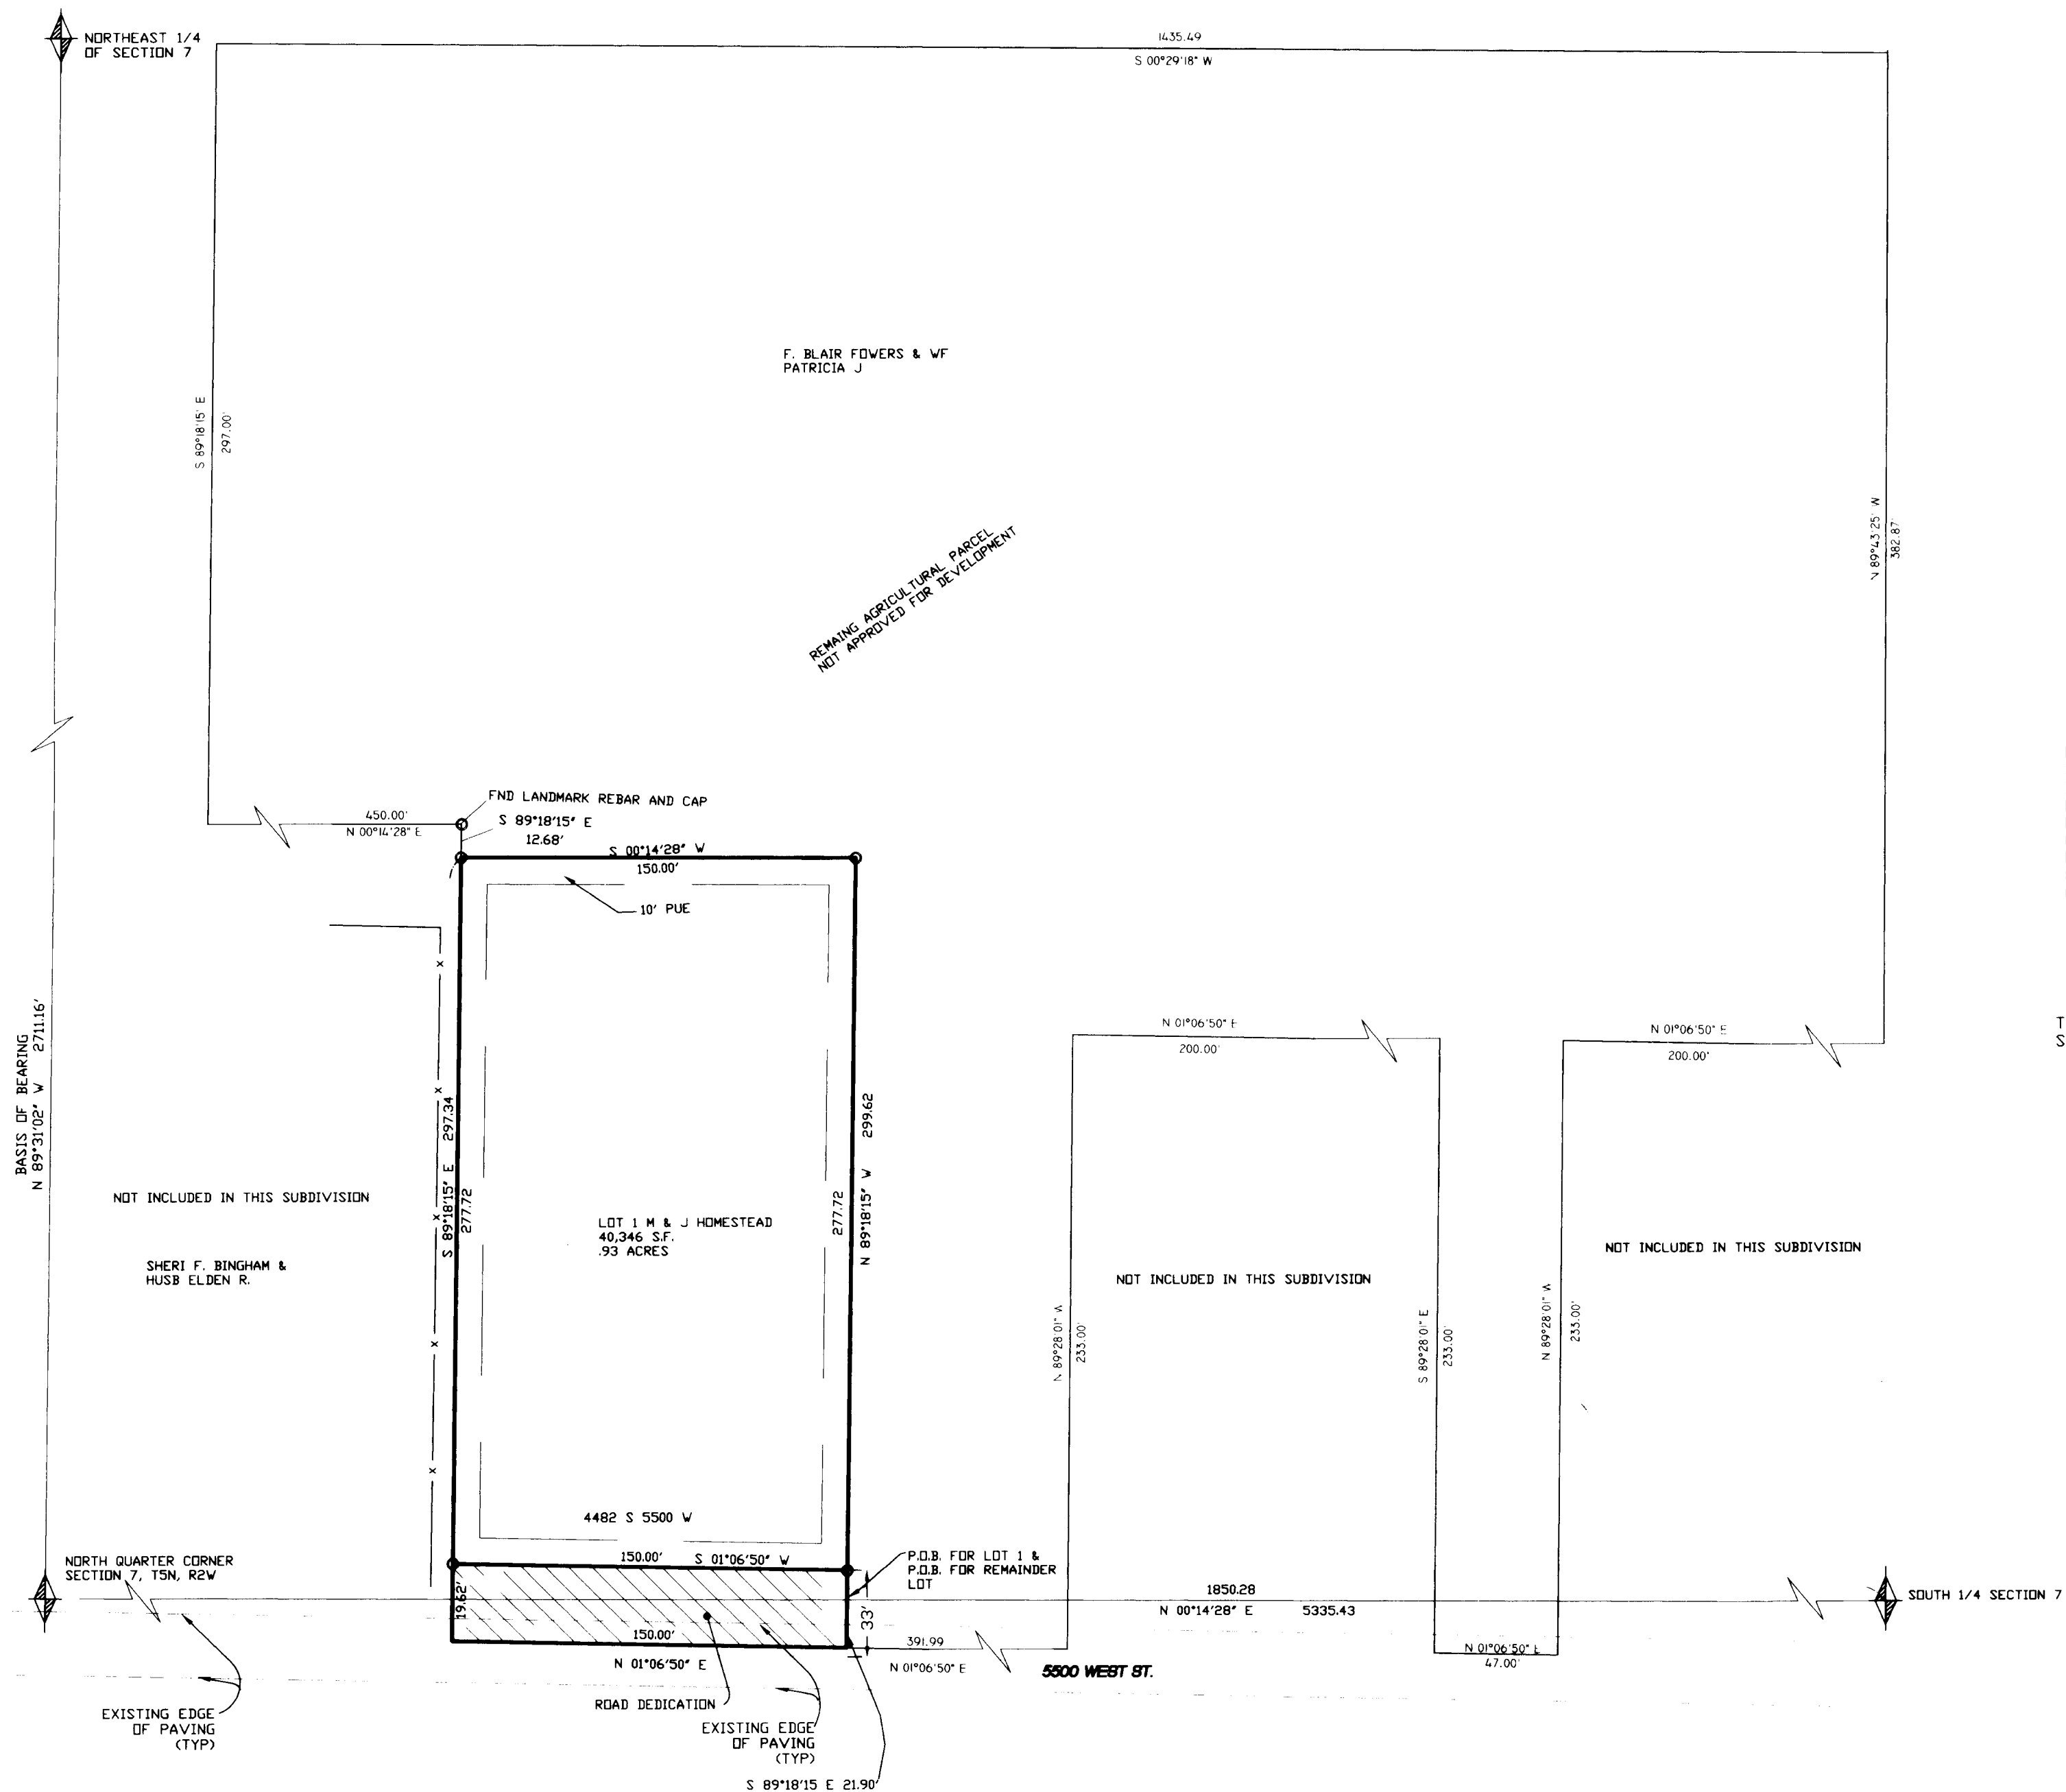 NORTHEAST 1/4
OF SECTION 7
1435.49
S 00°29'18" W
F. BLAIR FOWERS & WF
PATRICIA J
S 89°18'15" E
297.00'
N 89°43'25" W
382.87'
REMAING AGRICULTURAL PARCEL
NOT APPROVED FOR DEVELOPMENT
FND LANDMARK REBAR AND CAP
450.00'
N 00°14'28" E
S 89°18'15" E
12.68'
S 00°14'28" W
150.00'
10' PUE
BASIS OF BEARING
N 89°31'02" W 2711.16'
N 01°06'50" E
200.00'
N 01°06'50" E
200.00'
T
S
S 89°18'15" E 297.34
277.72
277.72
N 89°18'15" W 299.62
NOT INCLUDED IN THIS SUBDIVISION
SHERI F. BINGHAM &
HUSB ELDEN R.
LOT 1 M & J HOMESTEAD
40,346 S.F.
.93 ACRES
NOT INCLUDED IN THIS SUBDIVISION
NOT INCLUDED IN THIS SUBDIVISION
N 89°28'01" W
233.00'
S 89°28'01" E
233.00'
N 89°28'01" W
233.00'
4482 S 5500 W
150.00' S 01°06'50" W
NORTH QUARTER CORNER
SECTION 7, T5N, R2W
P.O.B. FOR LOT 1 &
P.O.B. FOR REMAINDER
LOT
1850.28
N 00°14'28" E 5335.43
SOUTH 1/4 SECTION 7
19.62'
33'
150.00'
N 01°06'50" E
391.99
N 01°06'50" E
5500 WEST ST.
N 01°06'50" E
47.00'
ROAD DEDICATION
EXISTING EDGE
OF PAVING
(TYP)
EXISTING EDGE
OF PAVING
(TYP)
S 89°18'15 E 21.90'